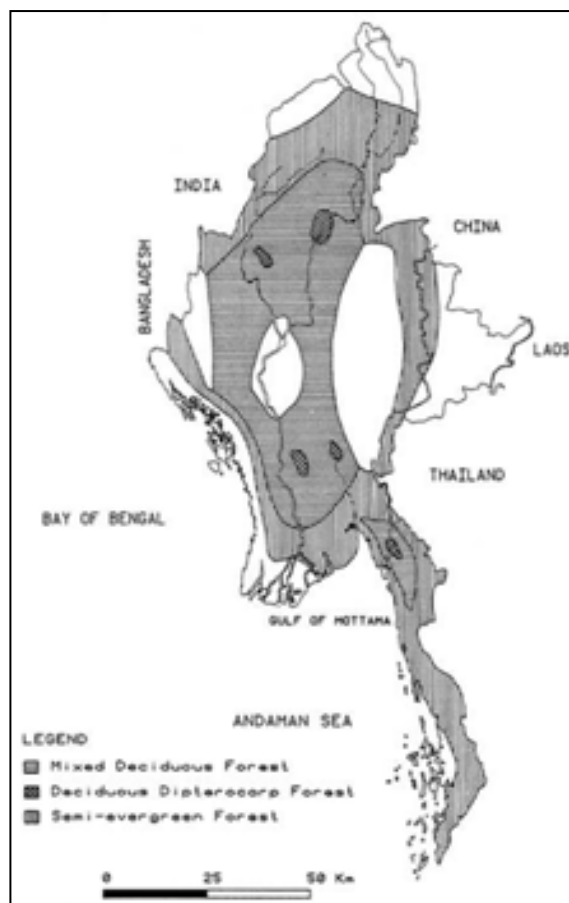 INDIA
CHINA
BANGLADESH
LAOS
THAILAND
BAY OF BENGAL
GULF OF MOTTAMA
ANDAMAN SEA
LEGEND
Mixed Deciduous Forest
Deciduous Dipterocarp Forest
Semi-evergreen Forest
0 25 50 Km